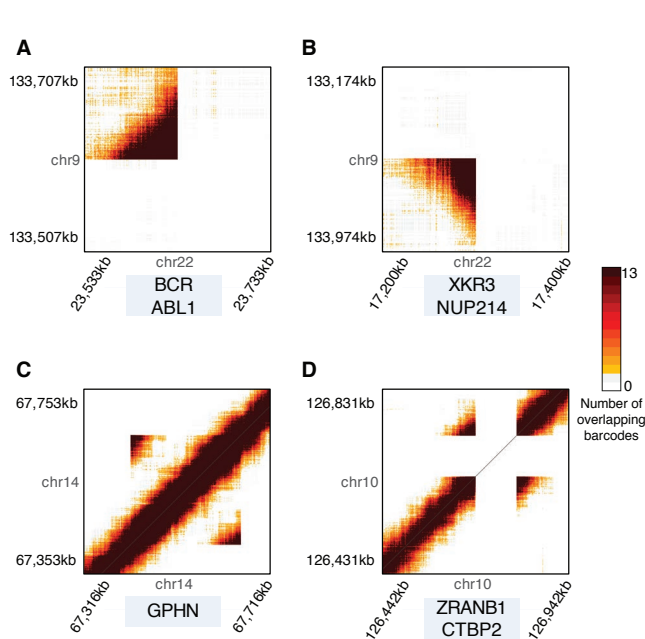 A
133,707kb
chr9
133,507kb
23,533kb
chr22
23,733kb
BCR
ABL1
B
133,174kb
chr9
133,974kb
17,200kb
chr22
17,400kb
XKR3
NUP214
13
0
Number of
overlapping
barcodes
C
67,753kb
chr14
67,353kb
67,316kb
chr14
67,716kb
GPHN
D
126,831kb
chr10
126,431kb
126,442kb
chr10
126,942kb
ZRANB1
CTBP2